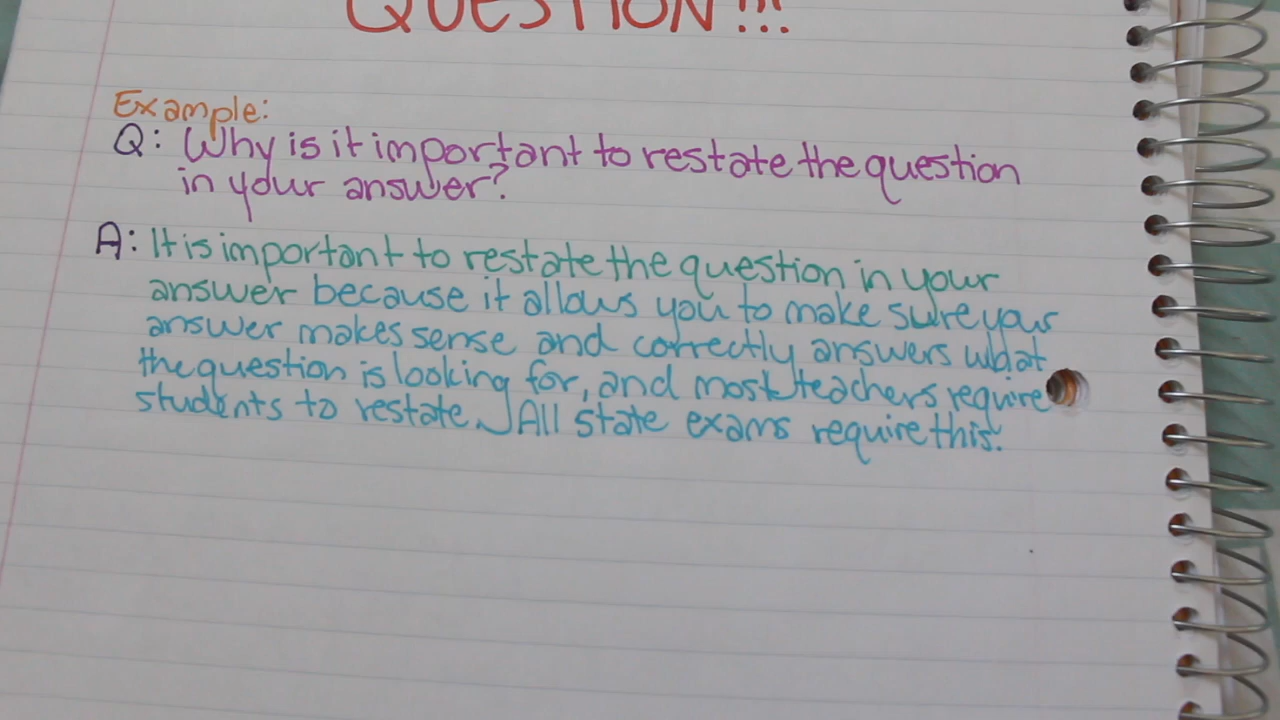 QUESTION!!!
Example:
Q: Why is it important to restate the question
in your answer?
A: It is important to restate the question in your
answer because it allows you to make sure your
answer makes sense and correctly answers what
the question is looking for, and most teachers require
students to restate. All state exams require this.